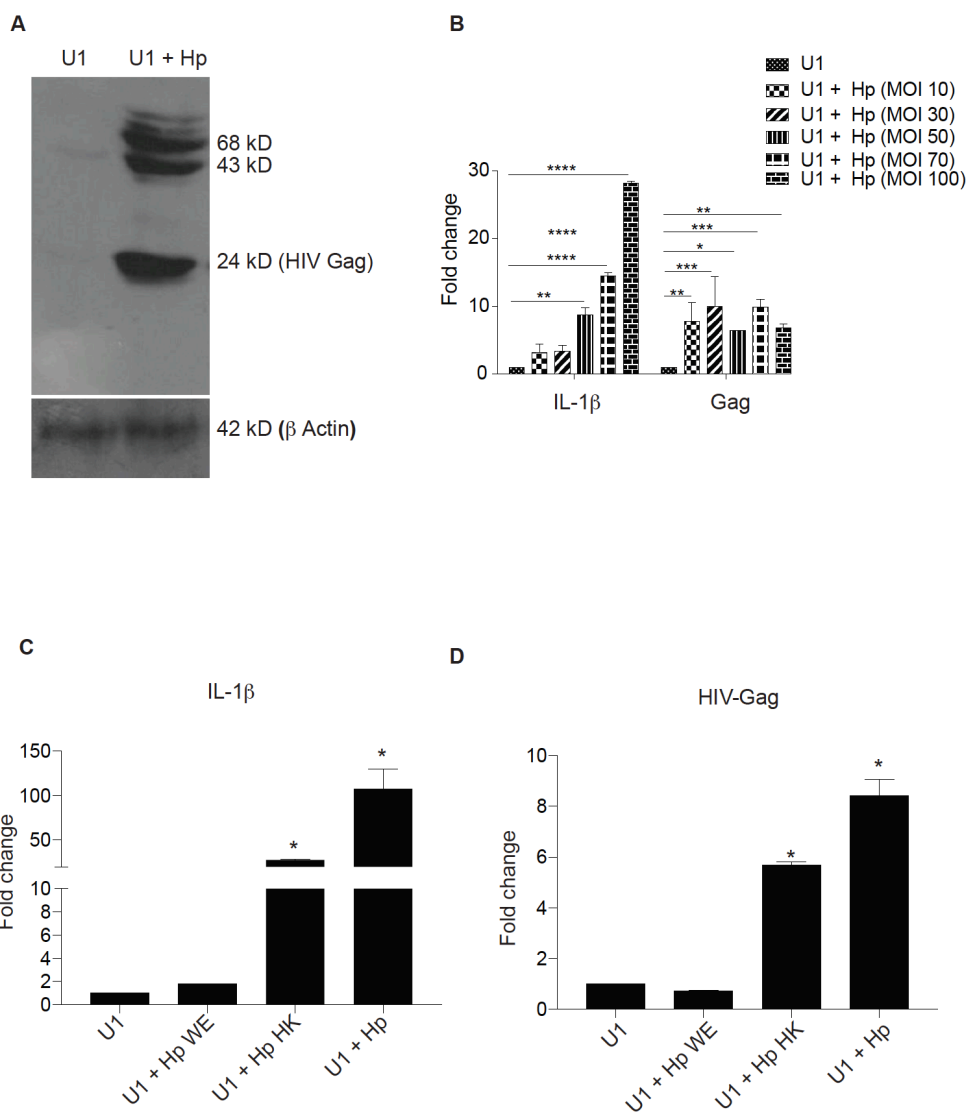 A
U1
U1 + Hp
68 kD
43 kD
24 kD (HIV Gag)
42 kD (β Actin)
B
U1
U1 + Hp (MOI 10)
U1 + Hp (MOI 30)
U1 + Hp (MOI 50)
U1 + Hp (MOI 70)
U1 + Hp (MOI 100)
Fold change
30
20
10
0
****
****
****
**
**
***
*
***
**
IL-1β
Gag
C
IL-1β
Fold change
150
100
50
10
8
6
4
2
0
*
*
U1
U1 + Hp WE
U1 + Hp HK
U1 + Hp
D
HIV-Gag
Fold change
10
8
6
4
2
0
*
*
U1
U1 + Hp WE
U1 + Hp HK
U1 + Hp